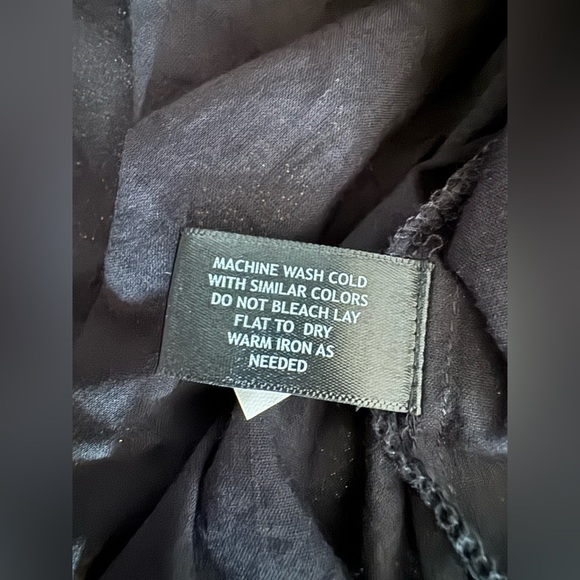 MACHINE WASH COLD
WITH SIMILAR COLORS
DO NOT BLEACH LAY
FLAT TO DRY
WARM IRON AS
NEEDED